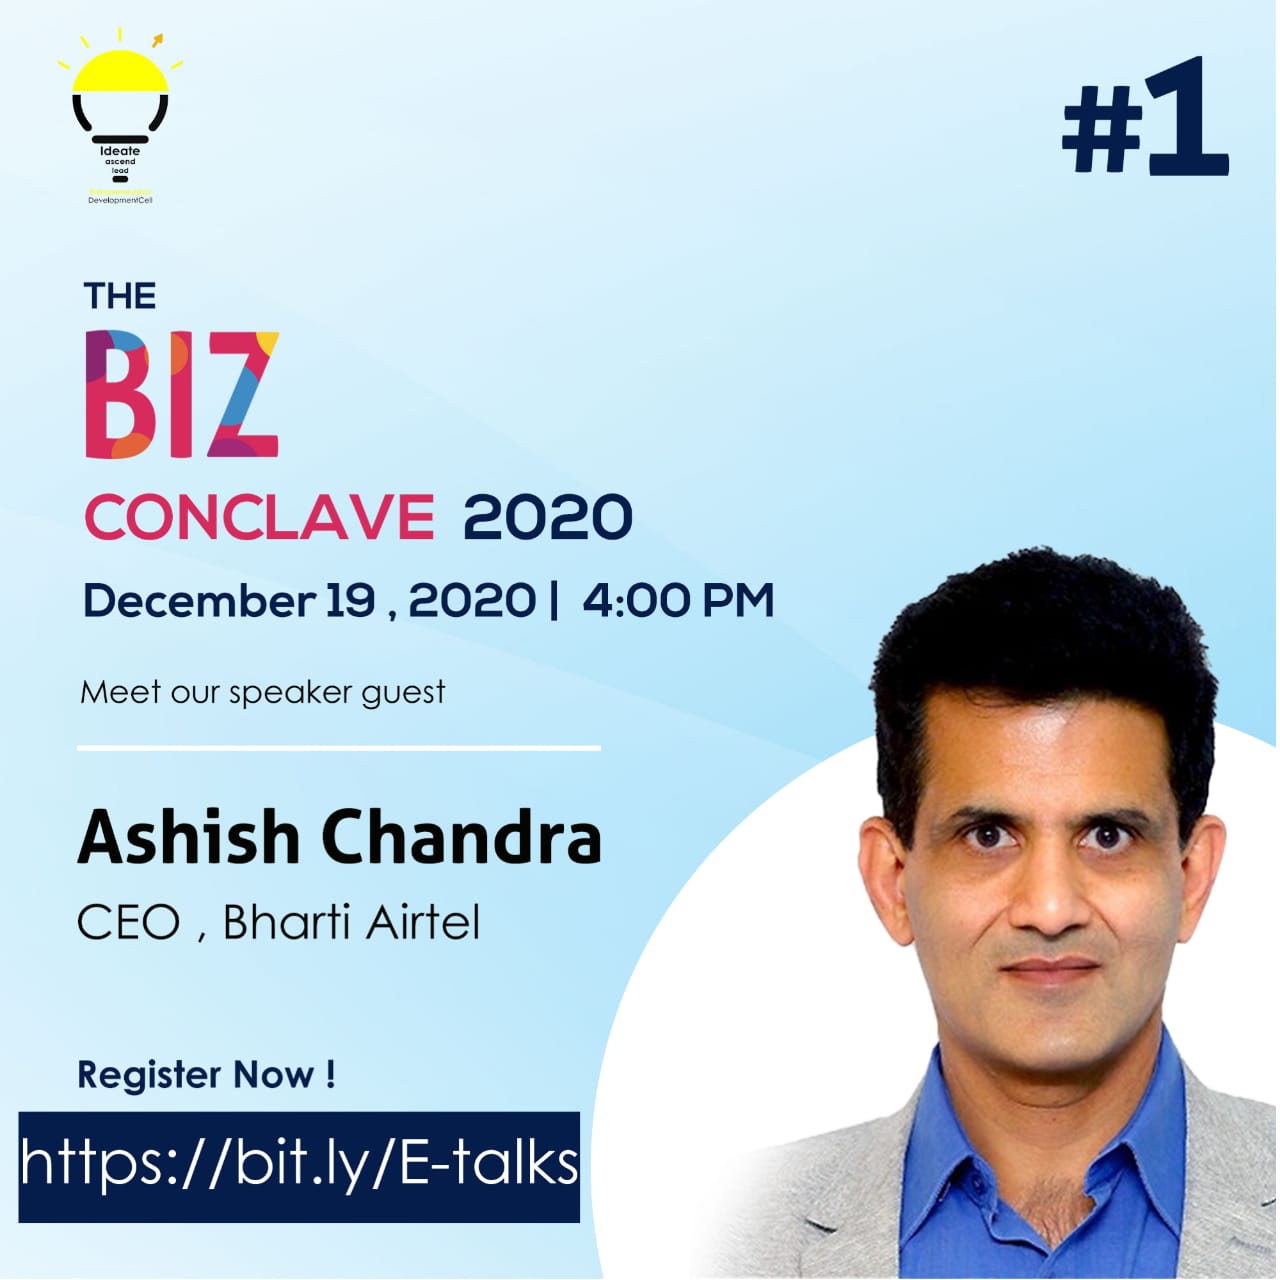 Ideate
ascend
lead
DevelopmentCell
#1
THE
BIZ
CONCLAVE 2020
December 19 , 2020 | 4:00 PM
Meet our speaker guest
Ashish Chandra
CEO , Bharti Airtel
Register Now !
https://bit.ly/E-talks